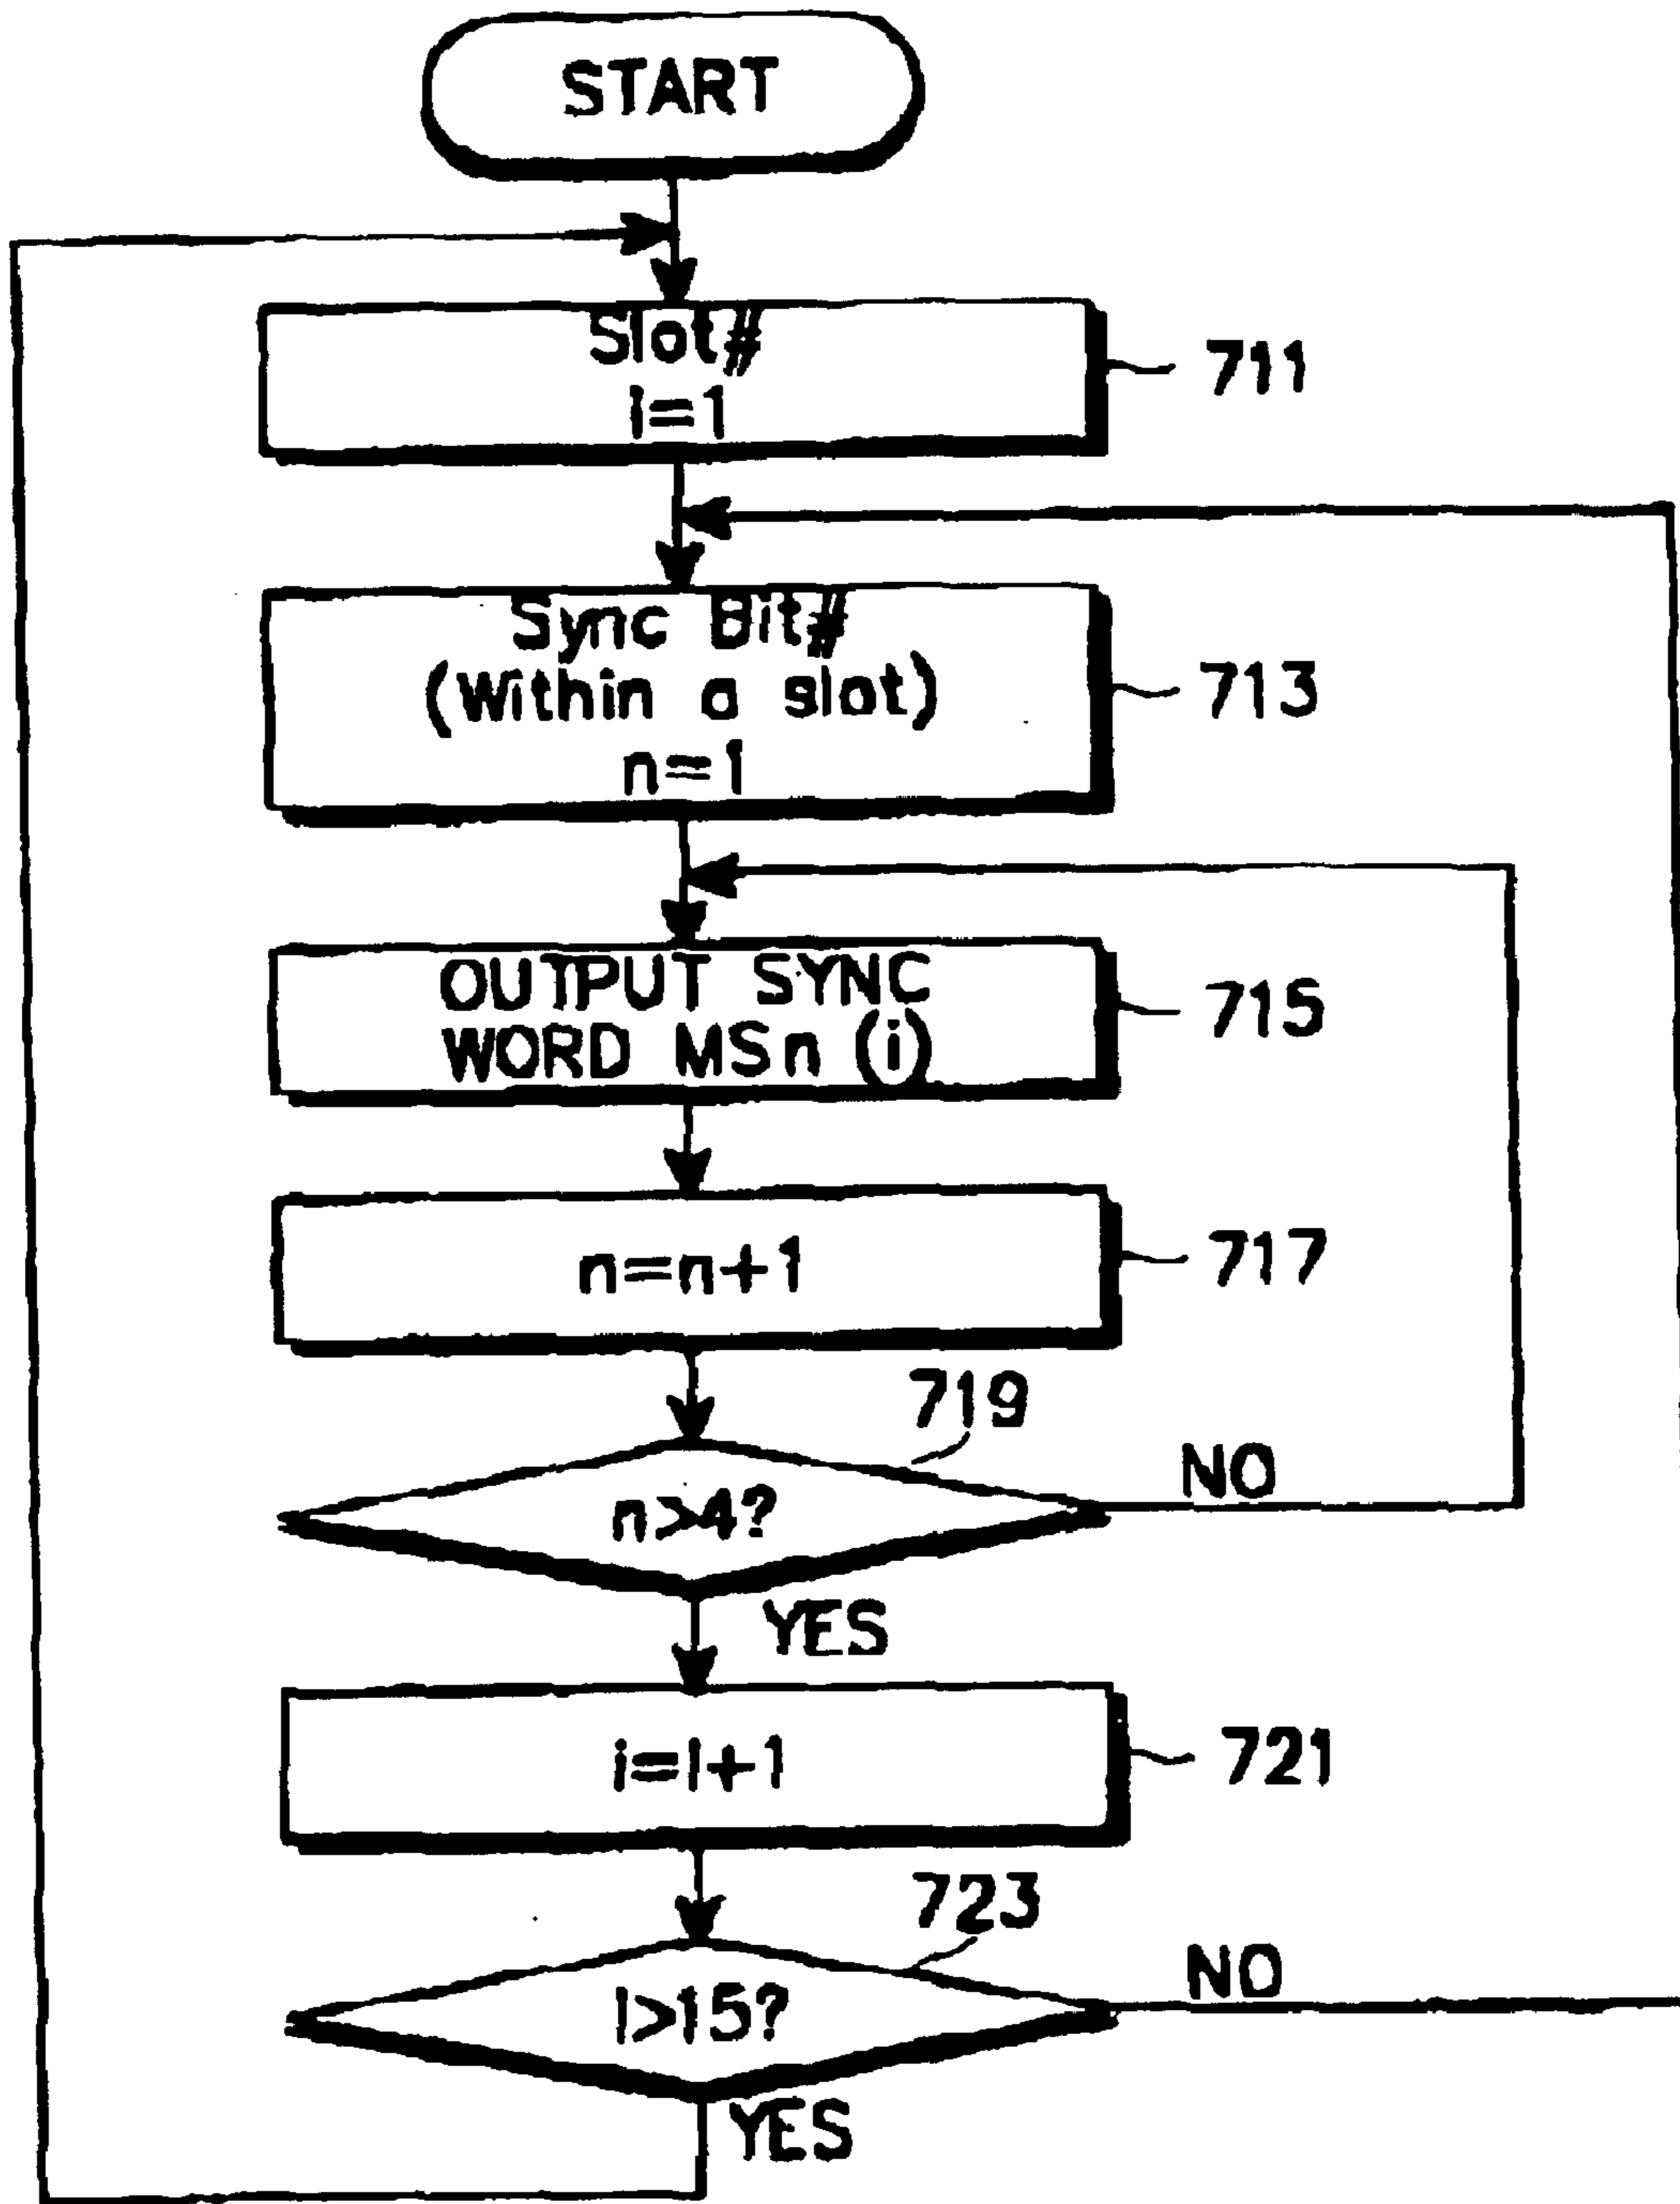 START
Slot#
i=1
711
Sync Bit#
(within a slot)
n=1
713
OUTPUT SYNC
WORD MSn (i)
715
n=n+1
717
719
n>4?
NO
YES
i=i+1
721
723
i>15?
NO
YES